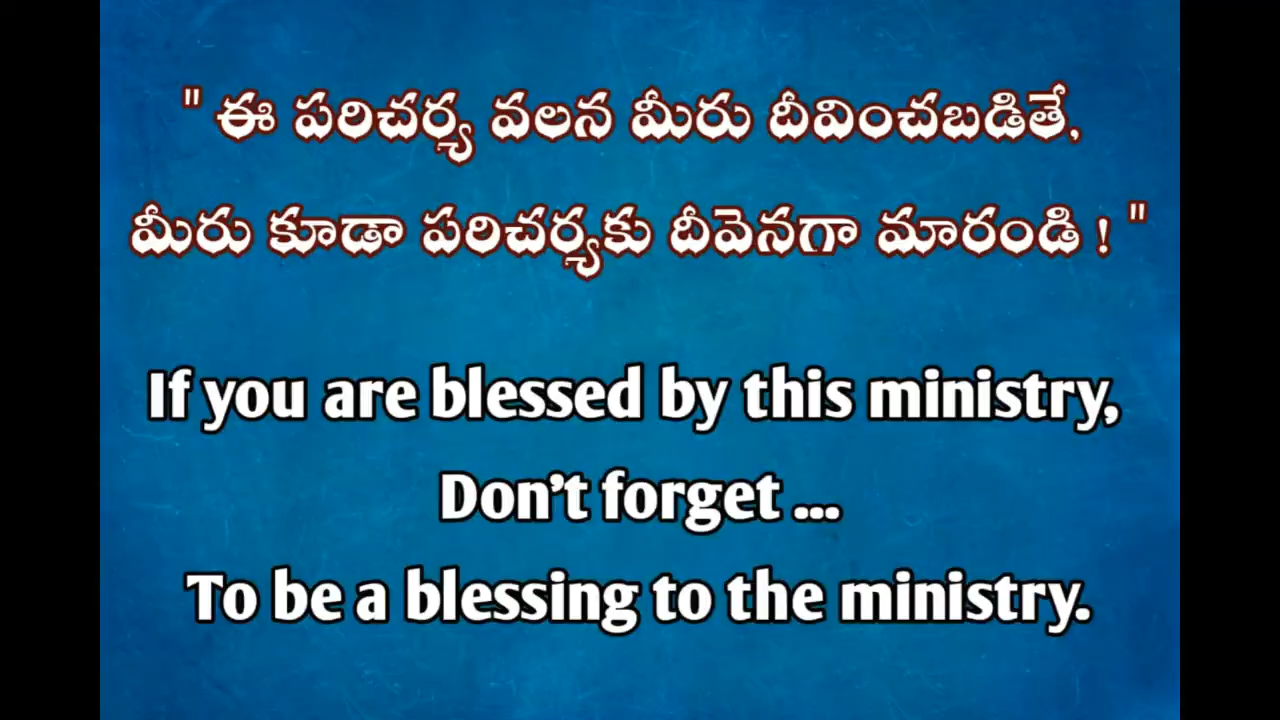 " ఈ పరిచర్య వలన మీరు దీవించబడితే,
మీరు కూడా పరిచర్యకు దీవెనగా మారండి ! "
If you are blessed by this ministry,
Don't forget ...
To be a blessing to the ministry.